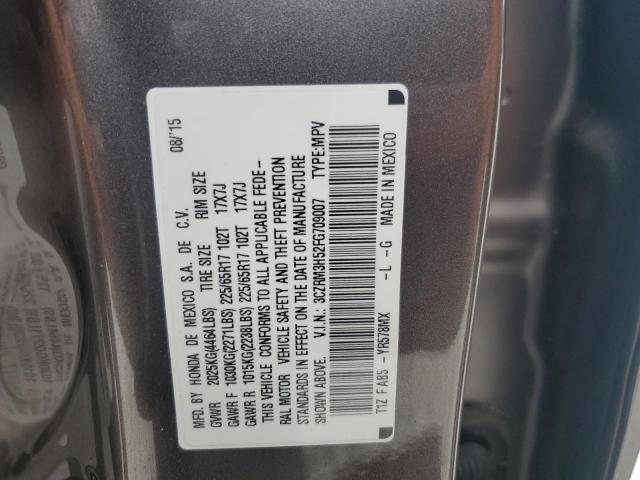 MFD. BY HONDA DE MEXICO S.A. DE C.V. 08/'15
GVWR 2025KG(4464LBS) TIRE SIZE RIM SIZE
GAWR F 1030KG(2271LBS) 225/65R17 102T 17X7J
GAWR R 1015KG(2238LBS) 225/65R17 102T 17X7J
THIS VEHICLE CONFORMS TO ALL APPLICABLE FEDE-
RAL MOTOR VEHICLE SAFETY AND THEFT PREVENTION
STANDARDS IN EFFECT ON THE DATE OF MANUFACTURE
SHOWN ABOVE. V.I.N.: 3CZRM3H52FG709007 TYPE:MPV
T1Z FAB5 -YR578MX -L -G MADE IN MEXICO